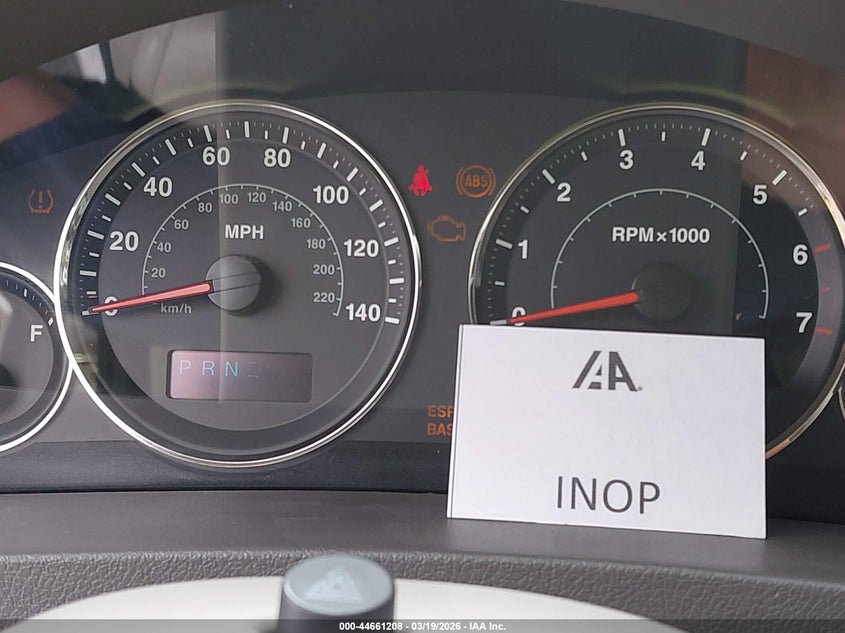 0 20 40 60 80 100 120 140
20 40 60 80 100 120 140 160 180 200 220
MPH
km/h
P R N
F
ABS
ESP
BAS
0 1 2 3 4 5 6 7
RPM×1000
IAA
INOP
000-44661208 - 03/19/2026 - IAA Inc.